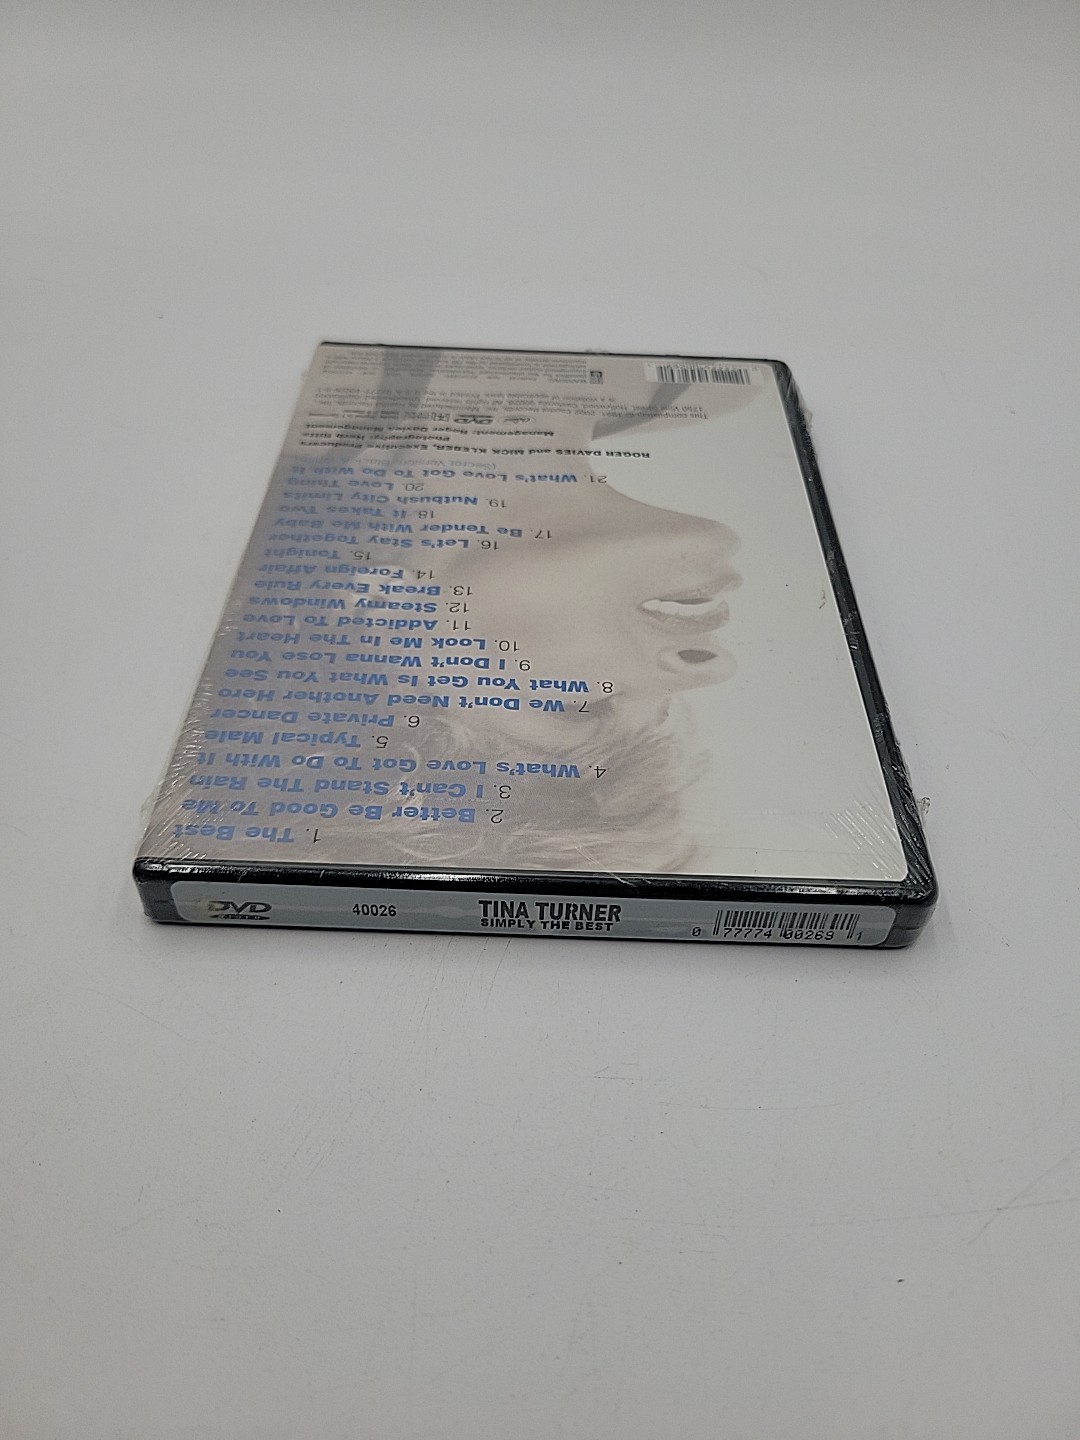 1. The Best
2. Better Be Good To Me
3. I Can't Stand The Rain
4. What's Love Got To Do With It
5. Typical Male
6. Private Dancer
7. We Don't Need Another Hero
8. What You Get Is What You See
9. I Don't Wanna Lose You
10. Look Me In The Heart
11. Addicted To Love
12. Steamy Windows
13. Break Every Rule
14. Foreign Affair
15. Tonight
16. Let's Stay Together
17. Be Tender With Me Baby
18. It Takes Two
19. Nutbush City Limits
20. Love Thing
21. What's Love Got To Do With It
ROGER DAVIES and MICK KLEBER, Executive Producers
Photography: Herb Ritts
Management: Roger Davies Management
DVD
VIDEO
40026
TINA TURNER
SIMPLY THE BEST
0 77774 00269 1